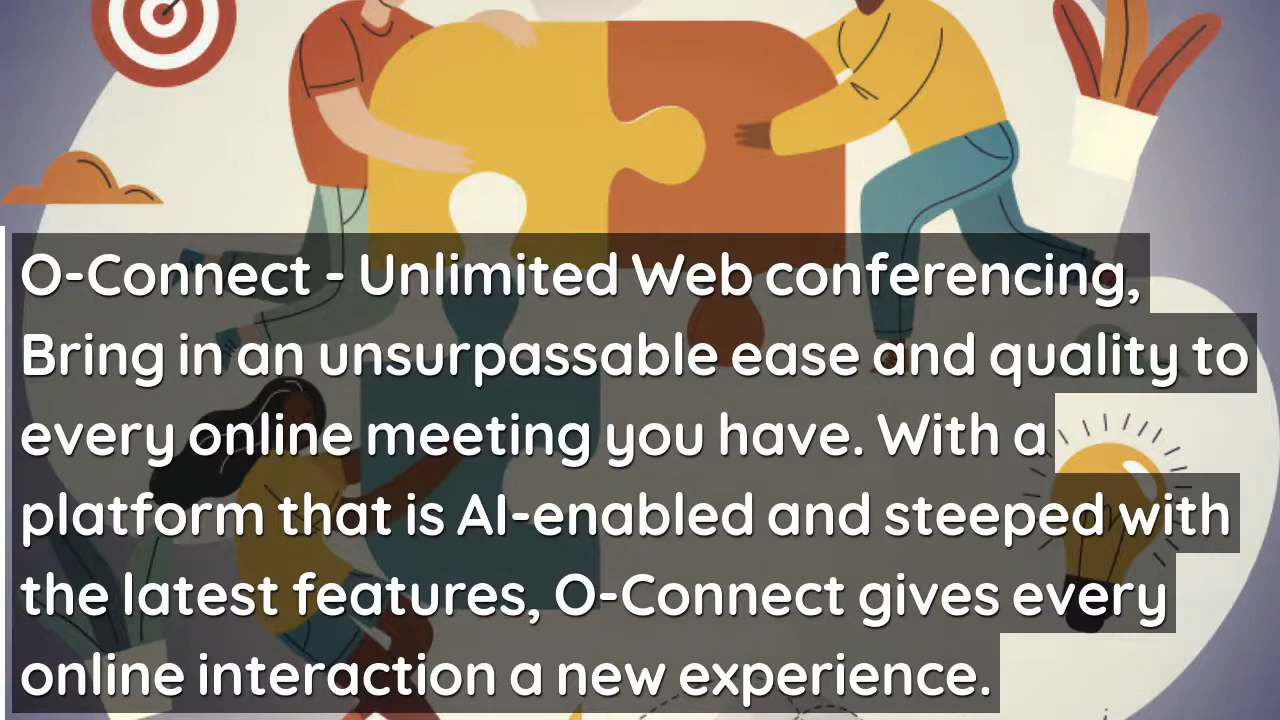 O-Connect - Unlimited Web conferencing,
Bring in an unsurpassable ease and quality to
every online meeting you have. With a
platform that is AI-enabled and steeped with
the latest features, O-Connect gives every
online interaction a new experience.